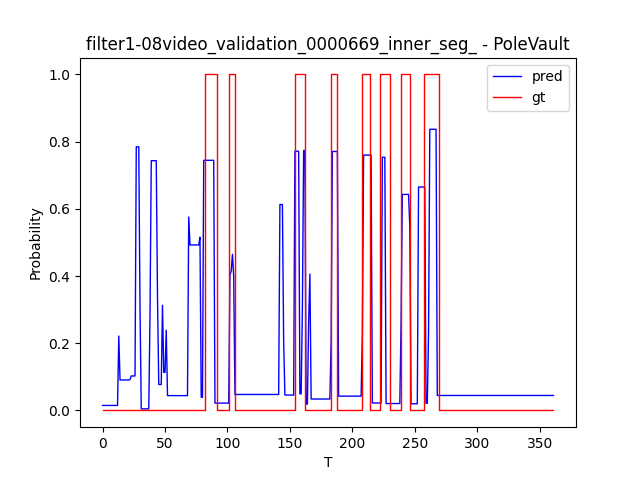 filter1-08video_validation_0000669_inner_seg_ - PoleVault
pred
gt
1.0
0.8
0.6
0.4
0.2
0.0
Probability
0 50 100 150 200 250 300 350
T